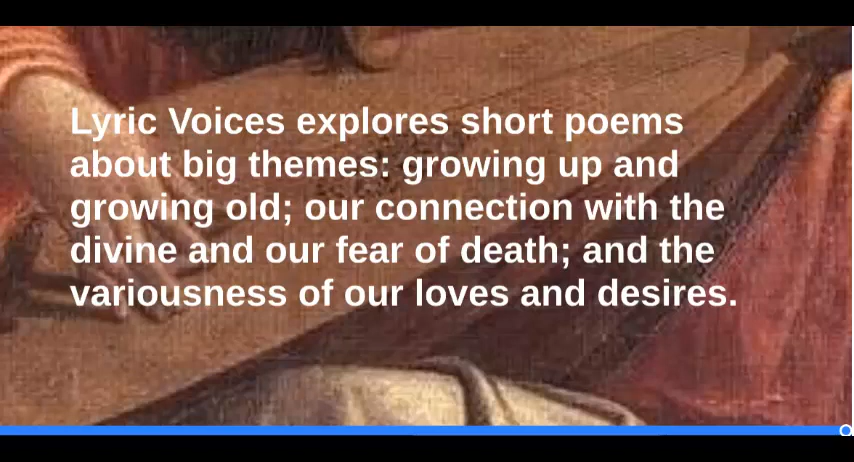 Lyric Voices explores short poems
about big themes: growing up and
growing old; our connection with the
divine and our fear of death; and the
variousness of our loves and desires.